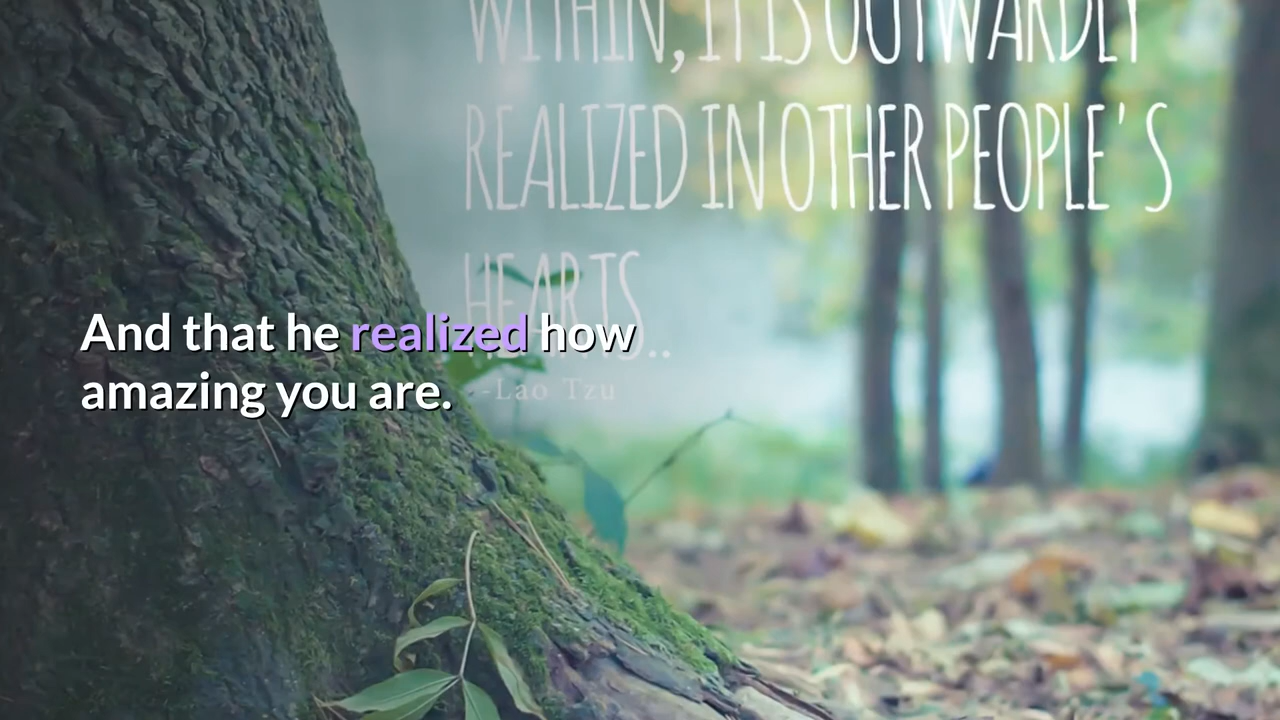 WITHIN, IT IS OUTWARDLY
REALIZED IN OTHER PEOPLE'S
HEARTS..
--Lao Tzu
And that he realized how
amazing you are.